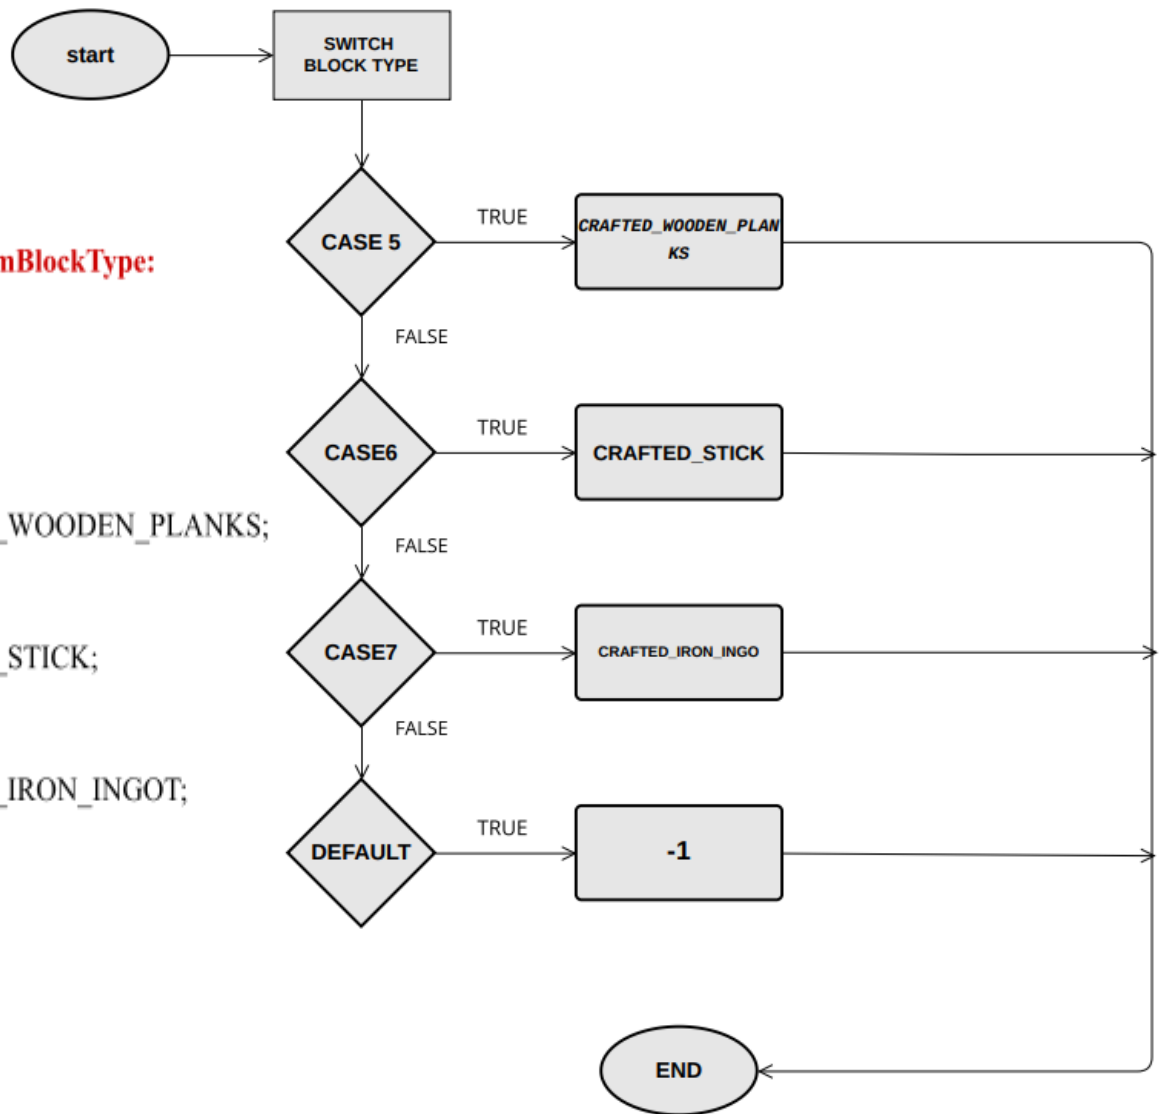 start
SWITCH
BLOCK TYPE
CASE 5
TRUE
CRAFTED_WOODEN_PLAN
KS
mBlockType:
FALSE
CASE6
TRUE
CRAFTED_STICK
_WOODEN_PLANKS;
FALSE
CASE7
TRUE
CRAFTED_IRON_INGO
_STICK;
FALSE
_IRON_INGOT;
DEFAULT
TRUE
-1
END